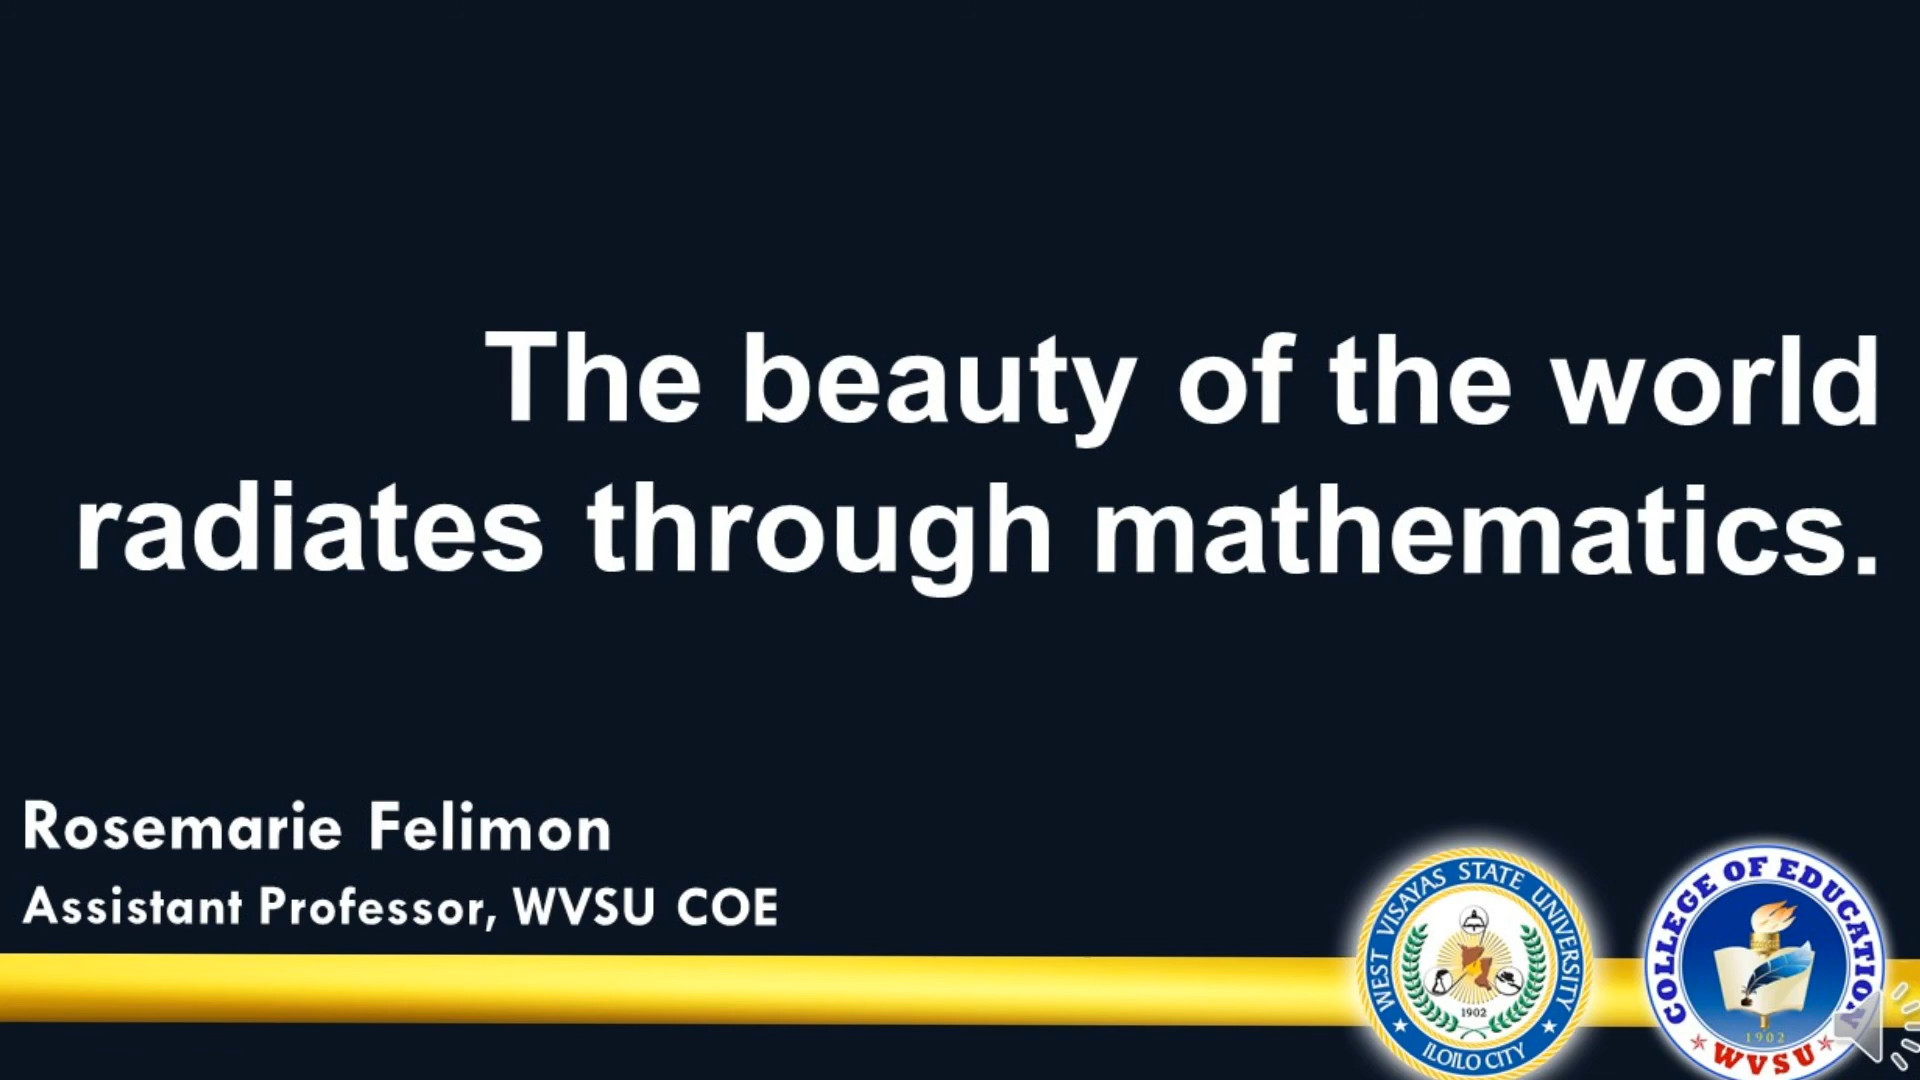 The beauty of the world
radiates through mathematics.
Rosemarie Felimon
Assistant Professor, WVSU COE
WEST VISAYAS STATE UNIVERSITY
1902
ILOILO CITY
COLLEGE OF EDUCATION
1902
WVSU